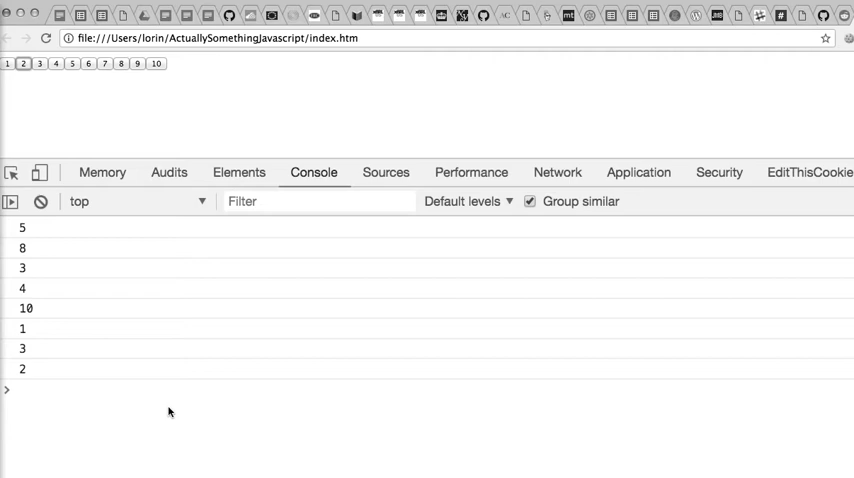 file:///Users/lorin/ActuallySomethingJavascript/index.htm
1 2 3 4 5 6 7 8 9 10
Memory Audits Elements Console Sources Performance Network Application Security EditThisCookie
top Filter Default levels Group similar
5
8
3
4
10
1
3
2